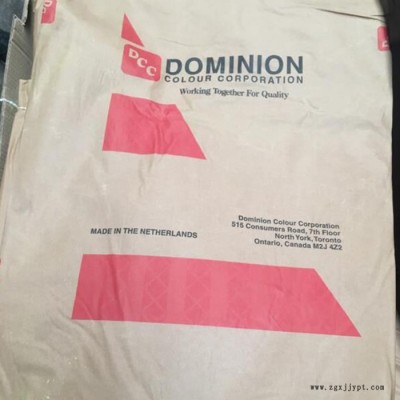 DCC
DOMINION
COLOUR CORPORATION
Working Together For Quality
MADE IN THE NETHERLANDS
Dominion Colour Corporation
515 Consumers Road, 7th Floor
North York, Toronto
Ontario, Canada M2J 4Z2
www.zgxjjypt.com